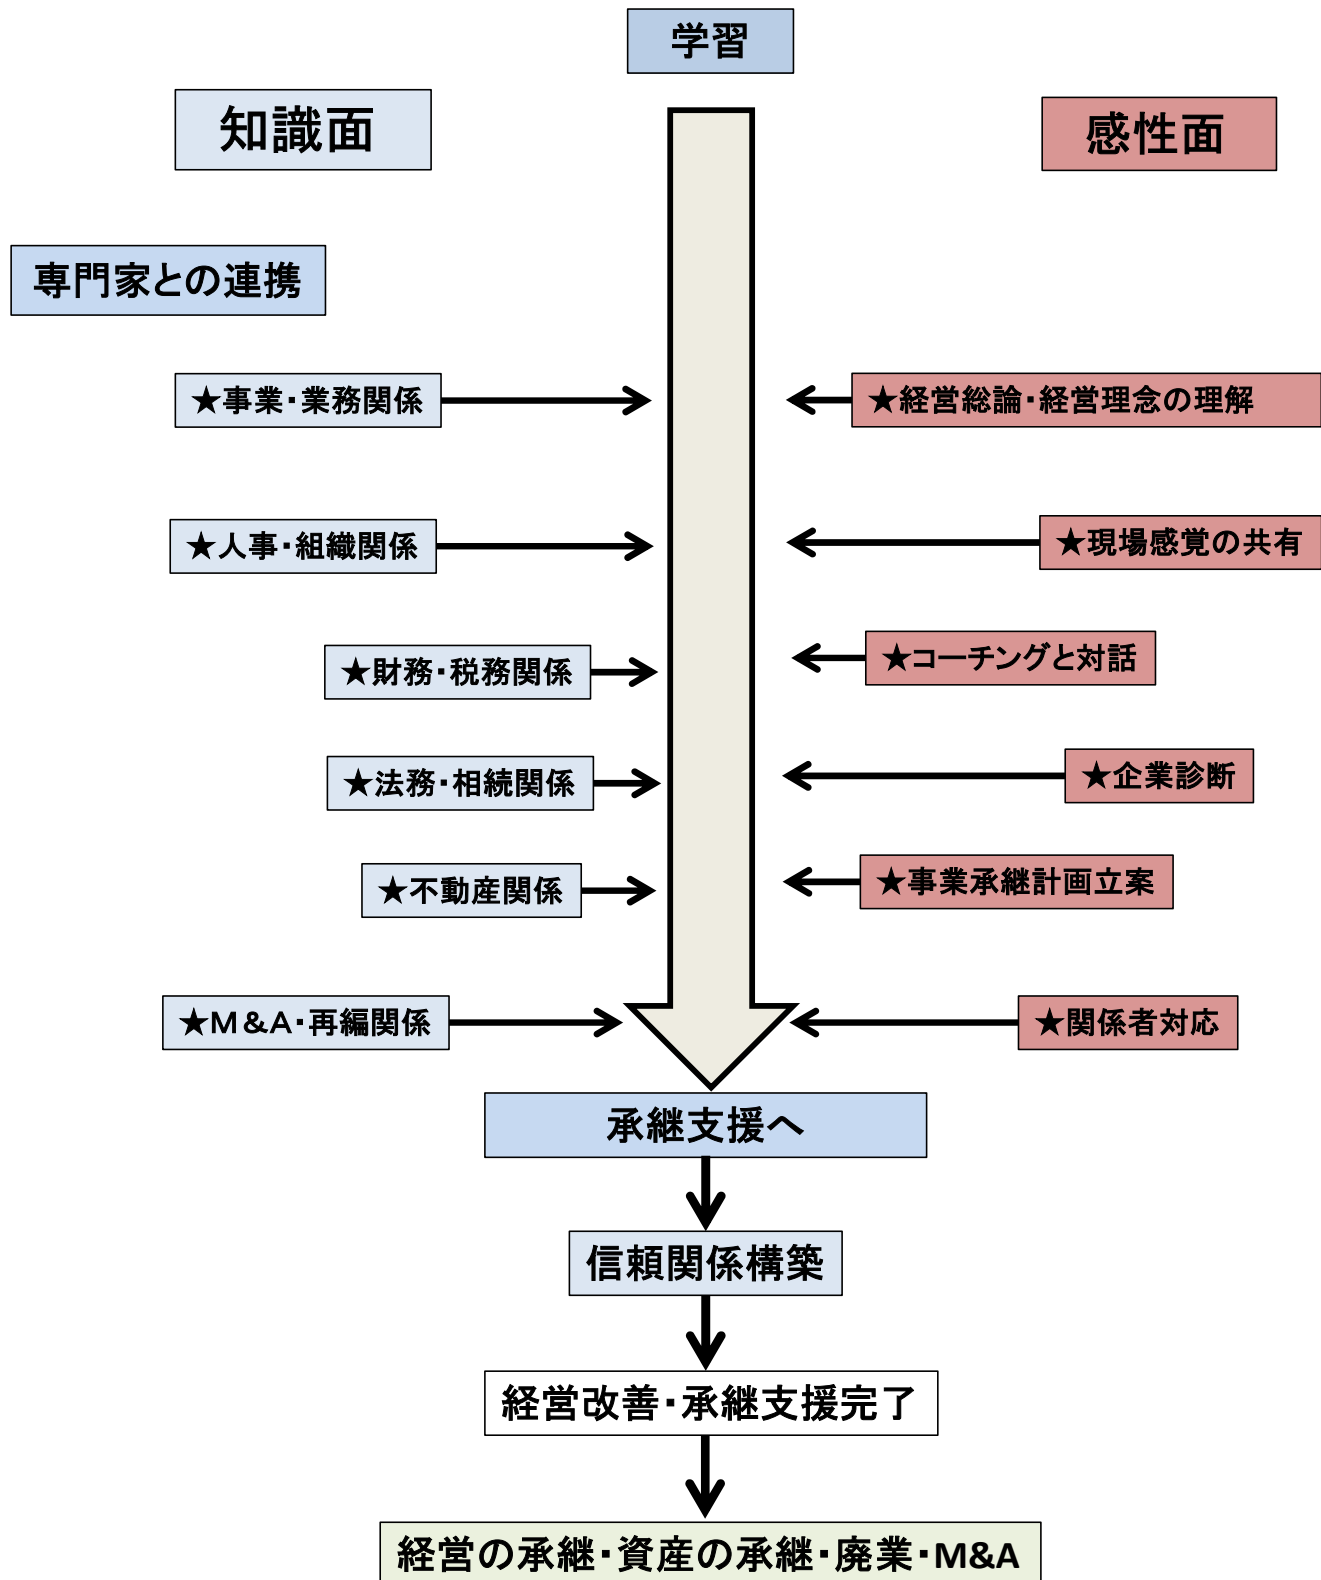 学習
知識面
感性面
専門家との連携
★事業・業務関係
★経営総論・経営理念の理解
★人事・組織関係
★現場感覚の共有
★財務・税務関係
★コーチングと対話
★法務・相続関係
★企業診断
★不動産関係
★事業承継計画立案
★M&A・再編関係
★関係者対応
承継支援へ
信頼関係構築
経営改善・承継支援完了
経営の承継・資産の承継・廃業・M&A